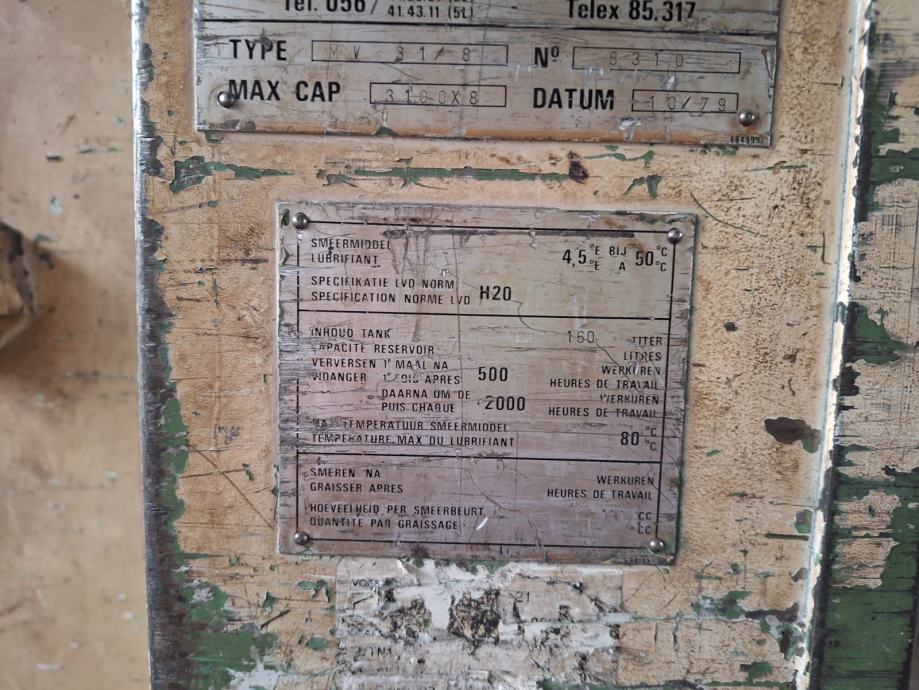 Tel. 056/
41.43.11 (5L)
Telex 85.317
TYPE MV 31/8 Nº 8310
MAX CAP 3100X8 DATUM 10/79
684999
SMEERMIDDEL 4,5°E BIJ 50°C
LUBRIFIANT °E A °C
SPECIFIKATIE LVD NORM
SPECIFICATION NORME LVD H20
INHOUD TANK 160 LITER
CAPACITE RESERVOIR LITRES
VERVERSEN 1° MAAL NA 500 WERKUREN
VIDANGER 1° FOIS APRES HEURES DE TRAVAIL
DAARNA OM DE 2000 WERKUREN
PUIS CHAQUE HEURES DE TRAVAIL
MAX TEMPERATUUR SMEERMIDDEL 80 °C
TEMPERATURE MAX DU LUBRIFIANT °C
SMEREN NA WERKUREN
GRAISSER APRES HEURES DE TRAVAIL
HOEVEELHEID PER SMEERBEURT CC
QUANTITE PAR GRAISSAGE CC
21